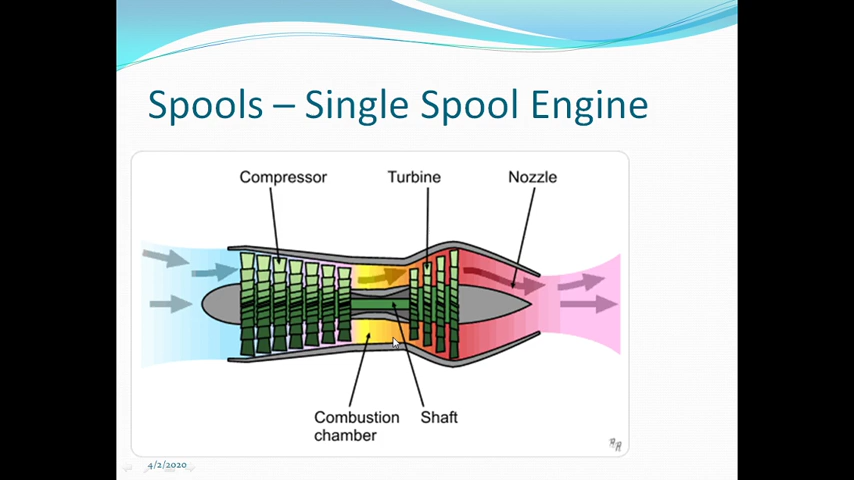 Spools – Single Spool Engine
Compressor
Turbine
Nozzle
Combustion
chamber
Shaft
4/2/2020